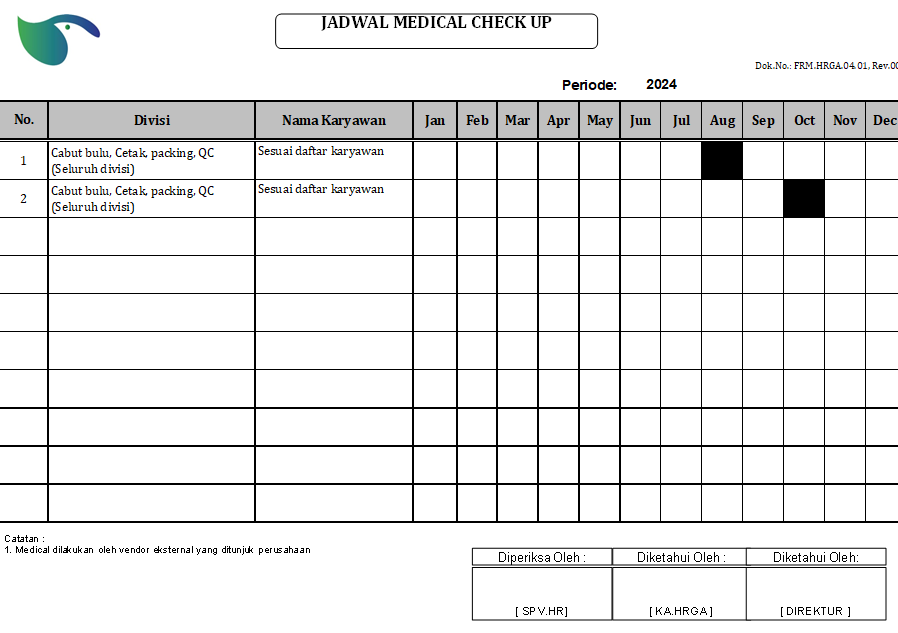 JADWAL MEDICAL CHECK UP
Dok.No.: FRM.HRGA.04.01, Rev.00
Periode: 2024
No. Divisi Nama Karyawan Jan Feb Mar Apr May Jun Jul Aug Sep Oct Nov Dec
1 Cabut bulu, Cetak, packing, QC Sesuai daftar karyawan
(Seluruh divisi)
2 Cabut bulu, Cetak, packing, QC Sesuai daftar karyawan
(Seluruh divisi)
Catatan :
1. Medical dilakukan oleh vendor eksternal yang ditunjuk perusahaan
Diperiksa Oleh : Diketahui Oleh : Diketahui Oleh:
[ SPV.HR] [ KA.HRGA ] [ DIREKTUR ]